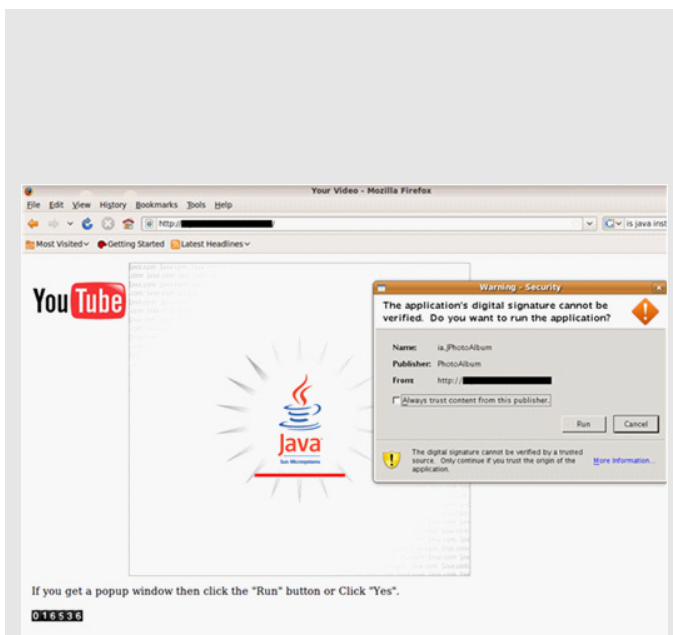 Your Video - Mozilla Firefox
File Edit View History Bookmarks Tools Help
http://
is java inst
Most Visited Getting Started Latest Headlines
You Tube
Warning - Security
The application's digital signature cannot be
verified. Do you want to run the application?
Name: ia.JPhotoAlbum
Publisher: PhotoAlbum
From: http://
Always trust content from this publisher.
Run Cancel
The digital signature cannot be verified by a trusted
source. Only continue if you trust the origin of the
application.
More Information...
Java
Sun Microsystems
If you get a popup window then click the "Run" button or Click "Yes".
016536